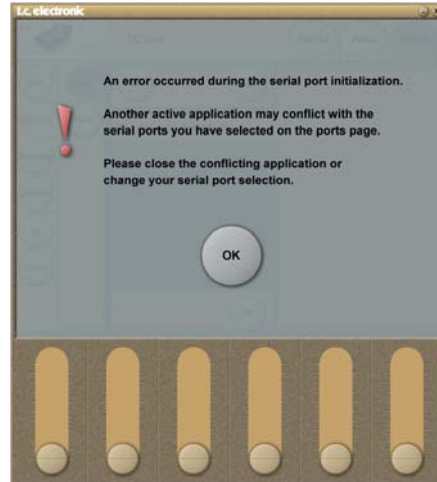 t.c. electronic
An error occurred during the serial port initialization.
Another active application may conflict with the
serial ports you have selected on the ports page.
Please close the conflicting application or
change your serial port selection.
OK